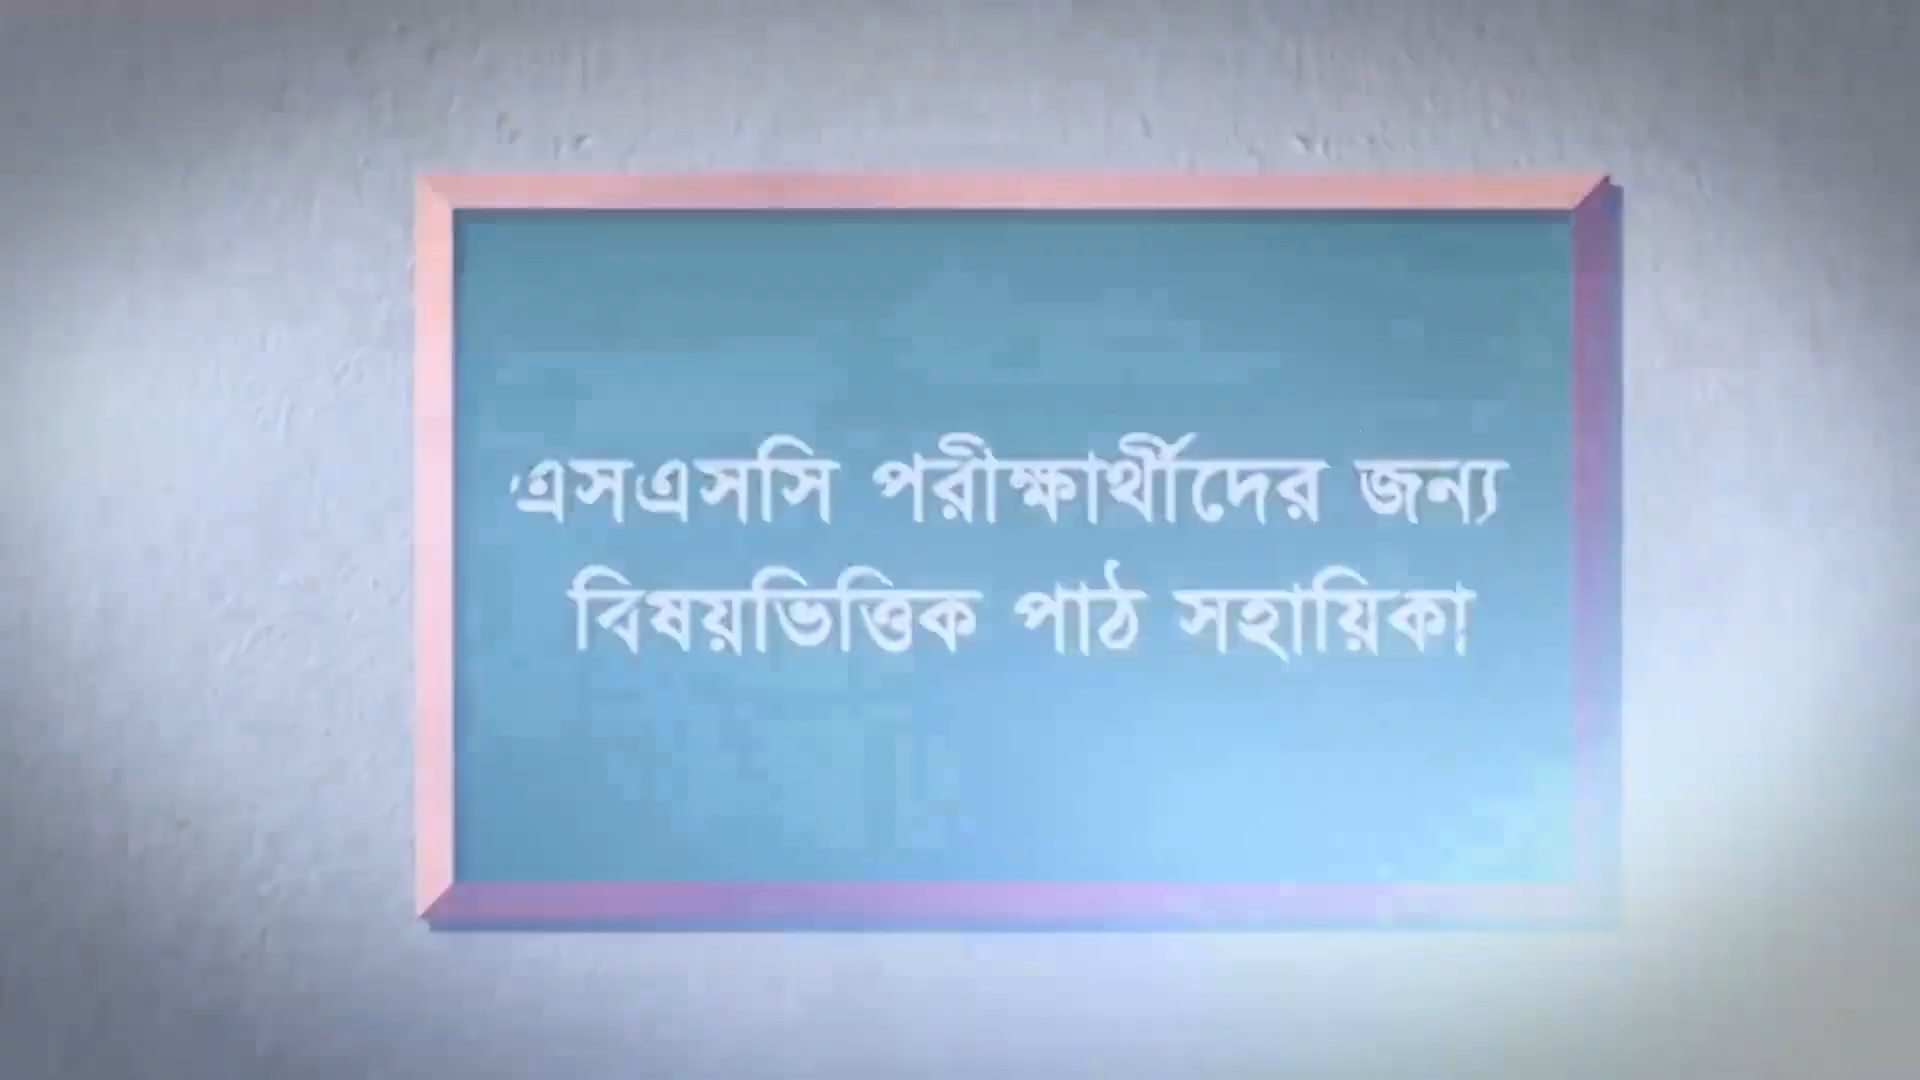 এসএসসি পরীক্ষার্থীদের জন্য
বিষয়ভিত্তিক পাঠ সহায়িকা